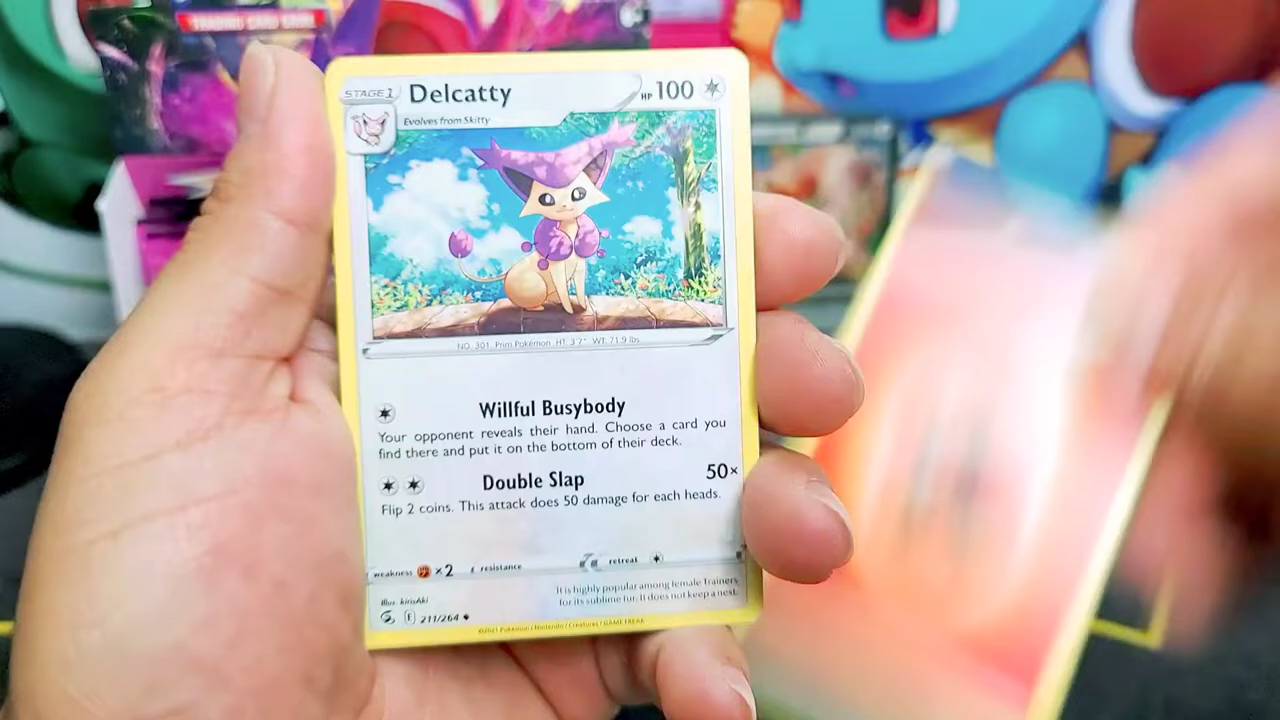 TRADING CARD GAME
STAGE 1 Delcatty HP 100
Evolves from Skitty
NO. 301 Prim Pokémon HT: 3'7" WT: 71.9 lbs
Willful Busybody
Your opponent reveals their hand. Choose a card you
find there and put it on the bottom of their deck.
Double Slap 50×
Flip 2 coins. This attack does 50 damage for each heads.
weakness ×2 resistance retreat
Illus. kirisAki
It is highly popular among female Trainers
for its sublime fur. It does not keep a nest.
E 211/264
©2021 Pokémon / Nintendo / Creatures / GAME FREAK